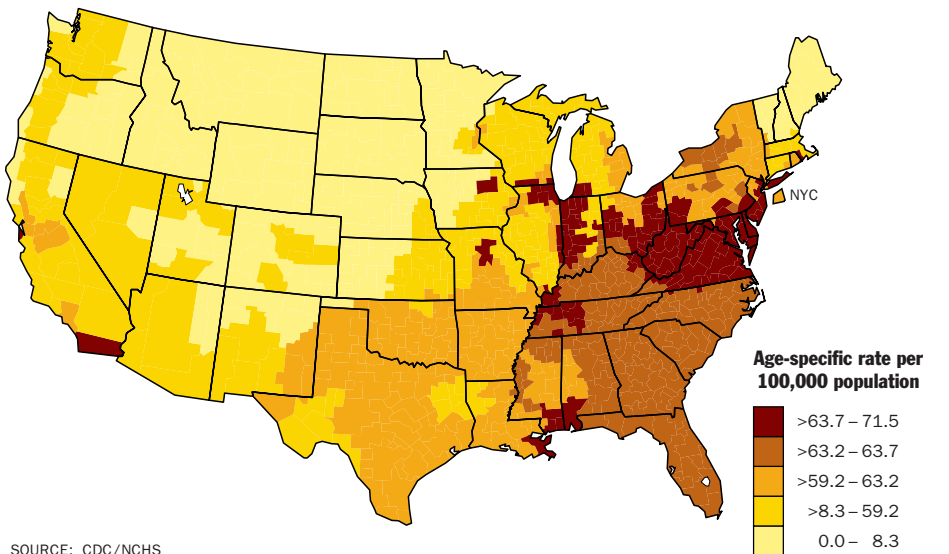 NYC
Age-specific rate per
100,000 population
>63.7 – 71.5
>63.2 – 63.7
>59.2 – 63.2
>8.3 – 59.2
0.0 – 8.3
SOURCE: CDC/NCHS